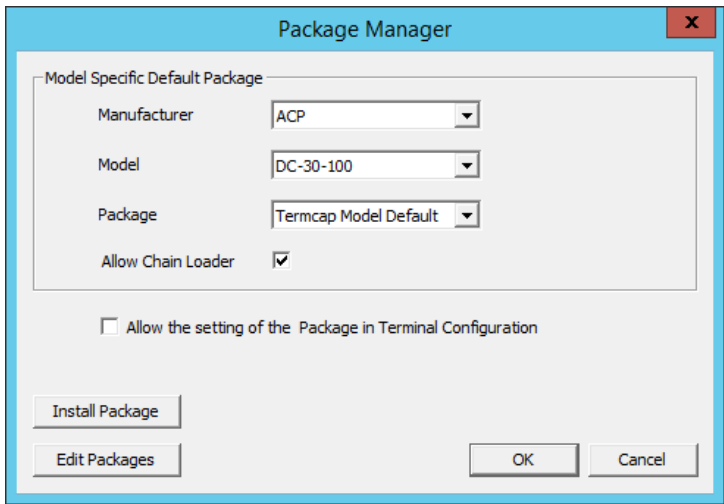 Package Manager
x
Model Specific Default Package
Manufacturer ACP
Model DC-30-100
Package Termcap Model Default
Allow Chain Loader
Allow the setting of the Package in Terminal Configuration
Install Package
Edit Packages OK Cancel